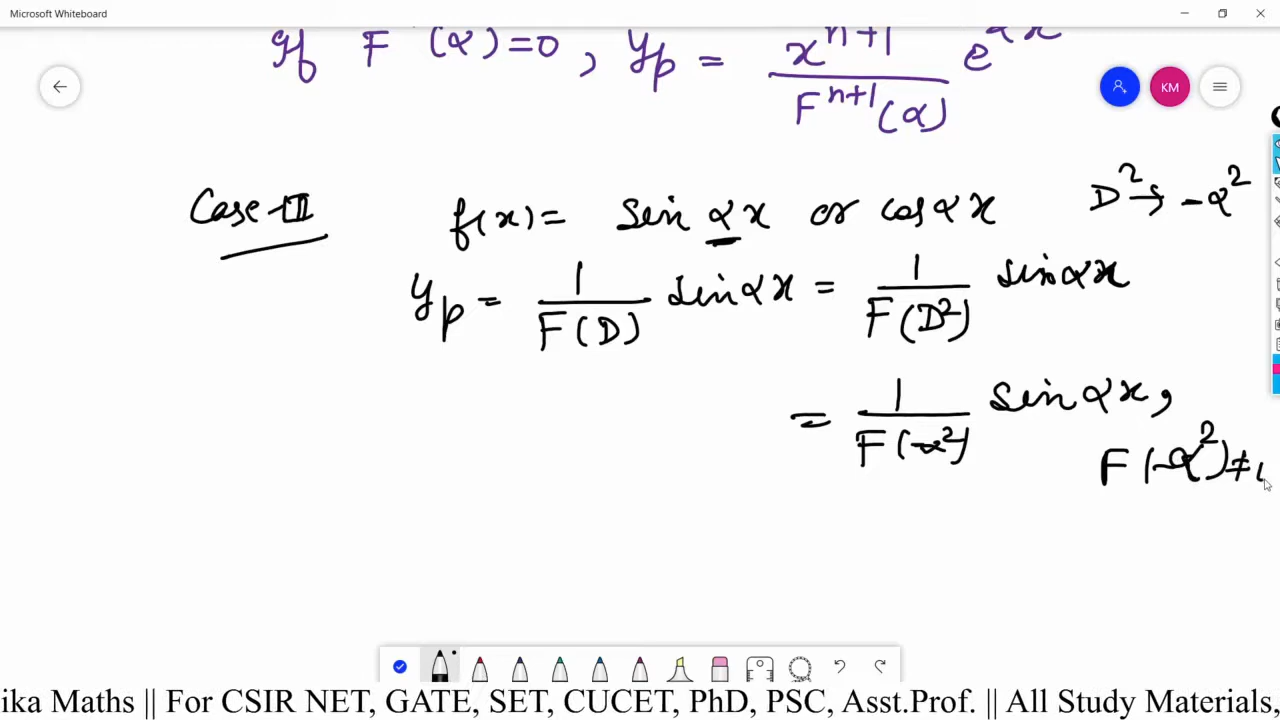 Microsoft Whiteboard
If F^n(α)=0, y_p = x^{n+1} / F^{n+1}(α) e^{αx}
KM
Case-III f(x) = sin αx or cos αx D² → -α²
y_p = 1/F(D) sin αx = 1/F(D²) sin αx
= 1/F(-α²) sin αx,
F(-α²) ≠
ika Maths || For CSIR NET, GATE, SET, CUCET, PhD, PSC, Asst.Prof. || All Study Materials,